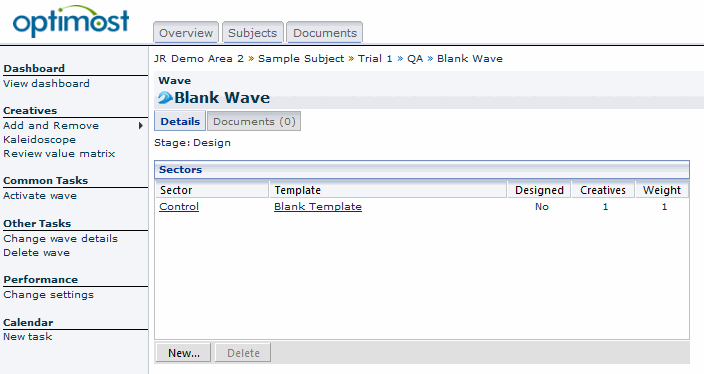 optimost
Overview Subjects Documents
JR Demo Area 2 » Sample Subject » Trial 1 » QA » Blank Wave
Dashboard
View dashboard
Creatives
Add and Remove
Kaleidoscope
Review value matrix
Common Tasks
Activate wave
Other Tasks
Change wave details
Delete wave
Performance
Change settings
Calendar
New task
Wave
Blank Wave
Details Documents (0)
Stage: Design
Sectors
Sector Template Designed Creatives Weight
Control Blank Template No 1 1
New... Delete